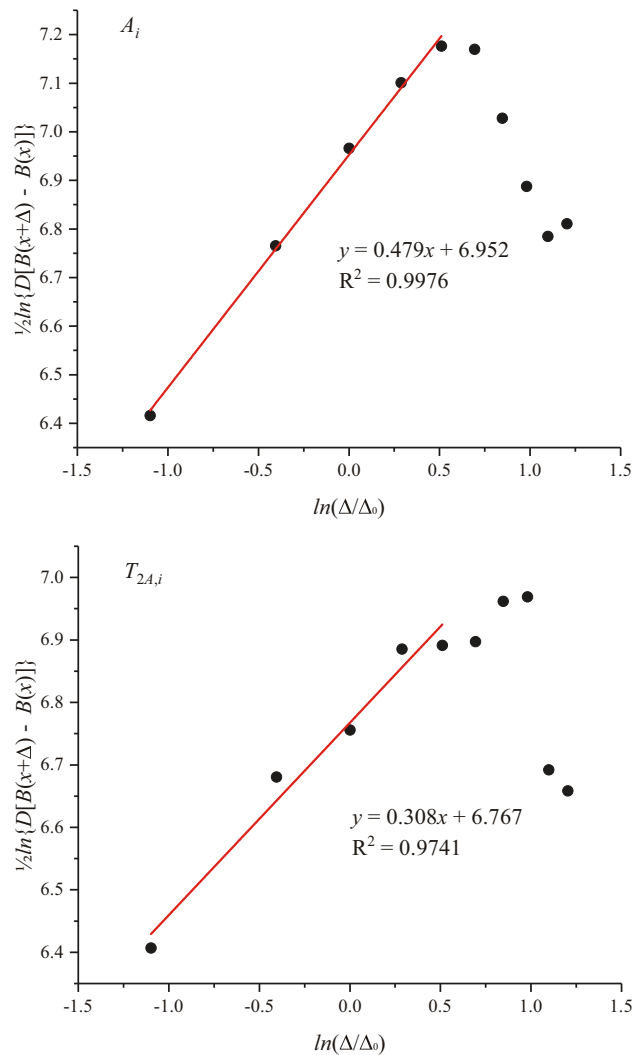 A_i
7.2
7.1
7.0
6.9
6.8
6.7
6.6
6.5
6.4
½ln{D[B(x+Δ) - B(x)]}
y = 0.479x + 6.952
R² = 0.9976
-1.5 -1.0 -0.5 0.0 0.5 1.0 1.5
ln(Δ/Δ₀)
T_{2A,i}
7.0
6.9
6.8
6.7
6.6
6.5
6.4
½ln{D[B(x+Δ) - B(x)]}
y = 0.308x + 6.767
R² = 0.9741
-1.5 -1.0 -0.5 0.0 0.5 1.0 1.5
ln(Δ/Δ₀)